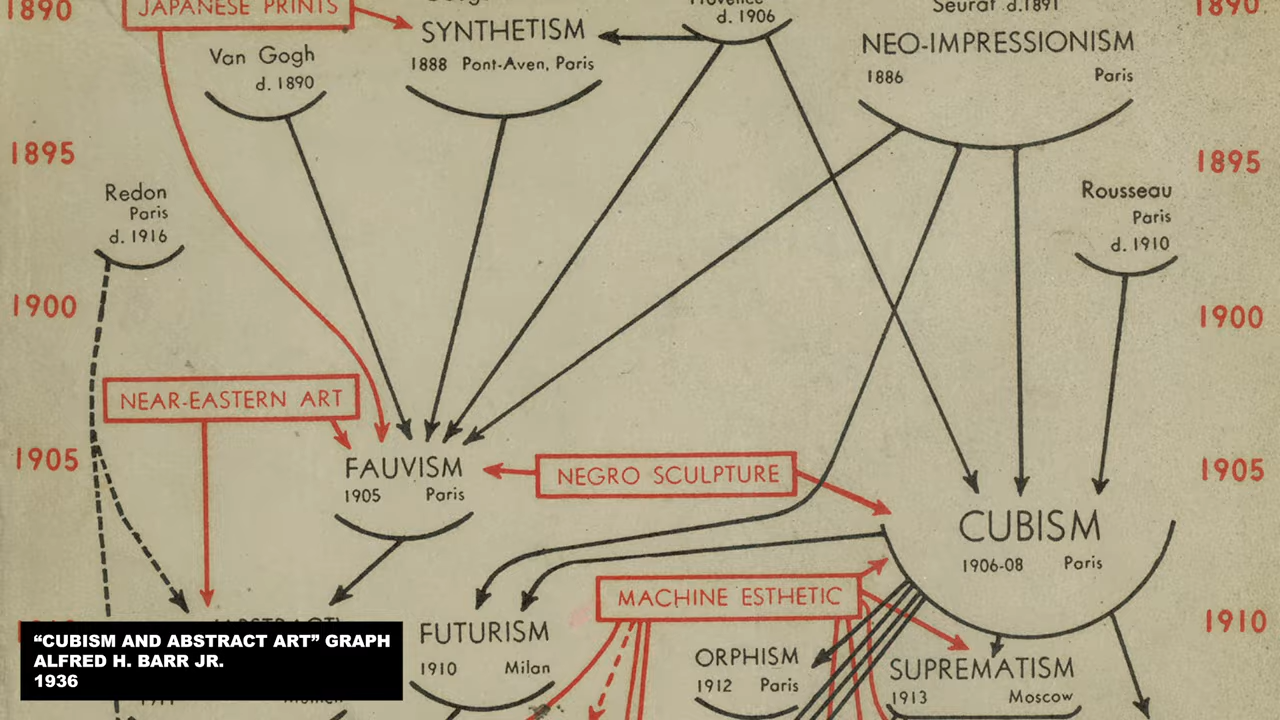 1890
JAPANESE PRINTS
d. 1906
Seurat d.1891
1890
SYNTHETISM
1888 Pont-Aven, Paris
NEO-IMPRESSIONISM
1886 Paris
Van Gogh
d. 1890
1895
1895
Redon
Paris
d. 1916
Rousseau
Paris
d. 1910
1900
1900
NEAR-EASTERN ART
1905
FAUVISM
1905 Paris
NEGRO SCULPTURE
1905
CUBISM
1906-08 Paris
MACHINE ESTHETIC
1910
FUTURISM
1910 Milan
ORPHISM
1912 Paris
SUPREMATISM
1913 Moscow
“CUBISM AND ABSTRACT ART” GRAPH
ALFRED H. BARR JR.
1936